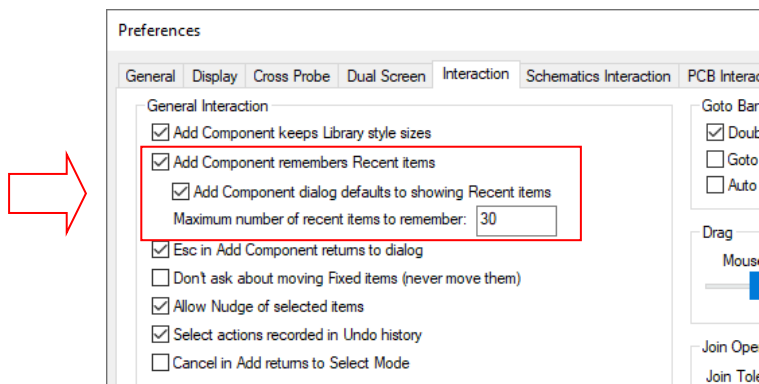 Preferences
General Display Cross Probe Dual Screen Interaction Schematics Interaction PCB
General Interaction
Add Component keeps Library style sizes
Add Component remembers Recent items
Add Component dialog defaults to showing Recent items
Maximum number of recent items to remember: 30
Esc in Add Component returns to dialog
Don't ask about moving Fixed items (never move them)
Allow Nudge of selected items
Select actions recorded in Undo history
Cancel in Add returns to Select Mode
Goto Bar
Doub
Goto
Auto
Drag
Mouse
Join Ope
Join Tole